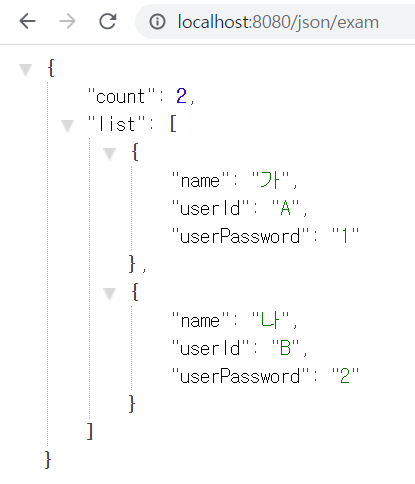 localhost:8080/json/exam
{
"count": 2,
"list": [
{
"name": "가",
"userId": "A",
"userPassword": "1"
},
{
"name": "나",
"userId": "B",
"userPassword": "2"
}
]
}